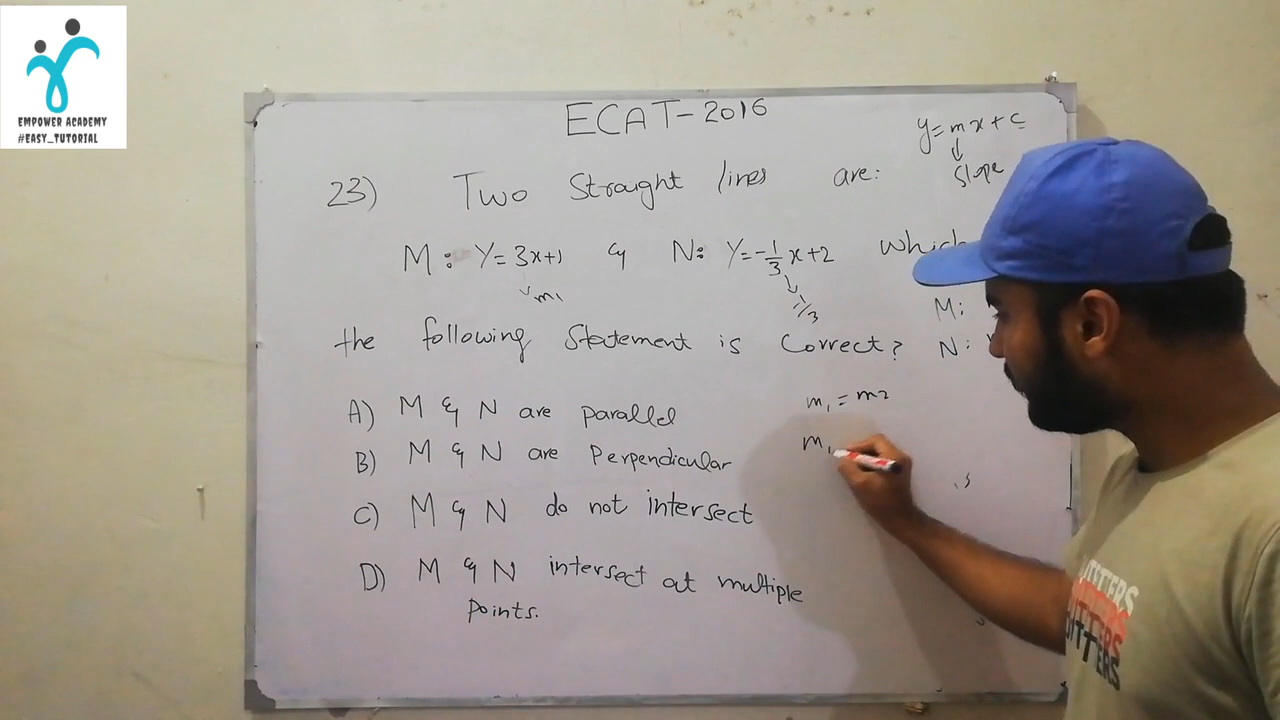 EMPOWER ACADEMY
#EASY_TUTORIAL
ECAT-2016
y=mx+c
Slope
23) Two Straight lines are:
M: Y=3x+1 & N: Y=-1/3x+2 which
m1
-1/3
M:
the following Statement is Correct?
N:
A) M & N are parallel
m1=m2
B) M & N are Perpendicular
m1
C) M & N do not intersect
D) M & N intersect at multiple
points.